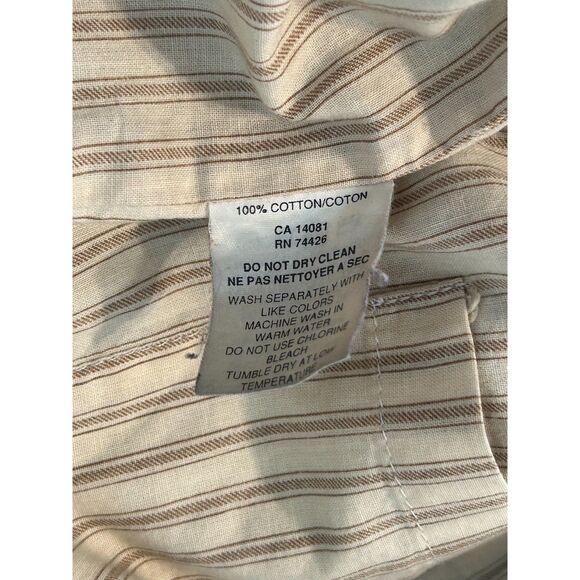 100% COTTON/COTON
CA 14081
RN 74426
DO NOT DRY CLEAN
NE PAS NETTOYER A SEC
WASH SEPARATELY WITH
LIKE COLORS
MACHINE WASH IN
WARM WATER
DO NOT USE CHLORINE
BLEACH
TUMBLE DRY AT LOW
TEMPERATURE